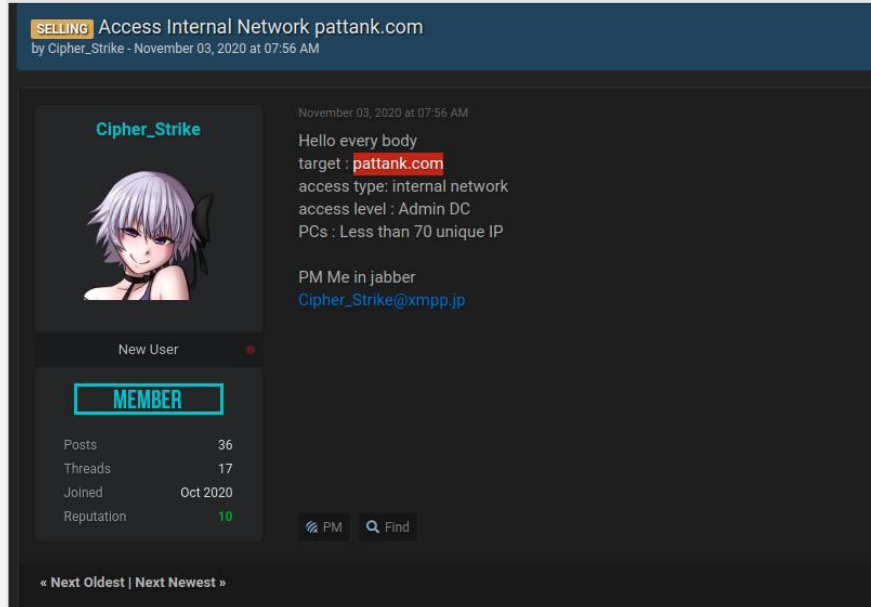 SELLING Access Internal Network pattank.com
by Cipher_Strike - November 03, 2020 at 07:56 AM
Cipher_Strike
New User
MEMBER
Posts 36
Threads 17
Joined Oct 2020
Reputation 10
November 03, 2020 at 07:56 AM
Hello every body
target : pattank.com
access type: internal network
access level : Admin DC
PCs : Less than 70 unique IP
PM Me in jabber
Cipher_Strike@xmpp.jp
PM Find
« Next Oldest | Next Newest »